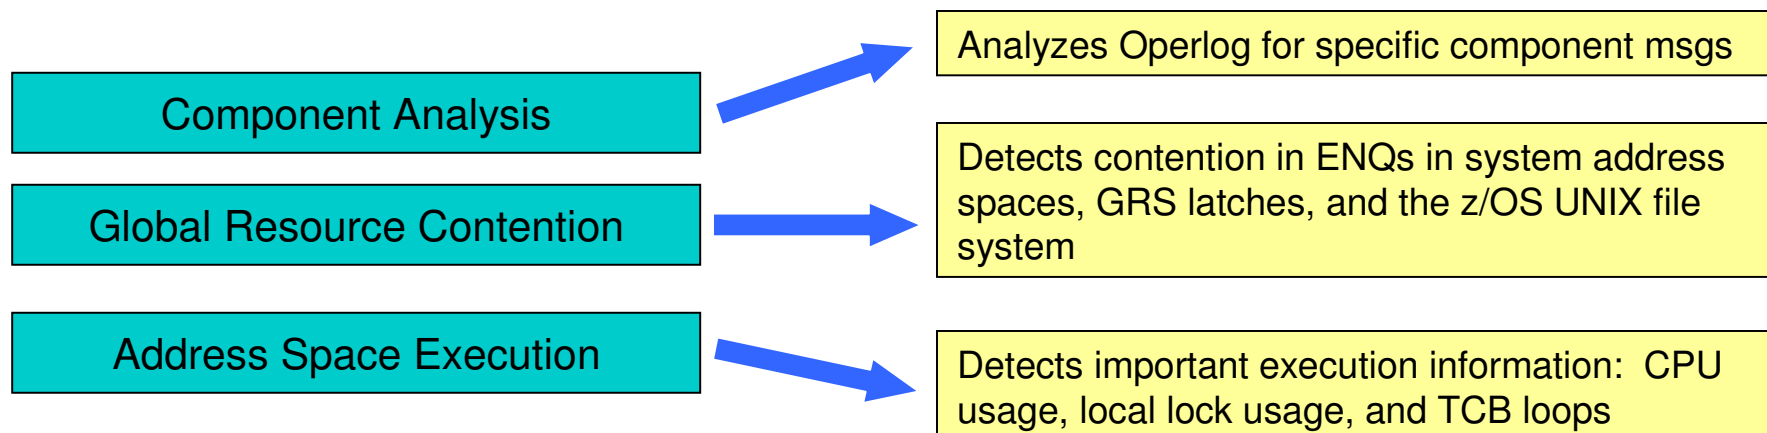 Component Analysis
Analyzes Operlog for specific component msgs
Global Resource Contention
Detects contention in ENQs in system address
spaces, GRS latches, and the z/OS UNIX file
system
Address Space Execution
Detects important execution information:  CPU
usage, local lock usage, and TCB loops